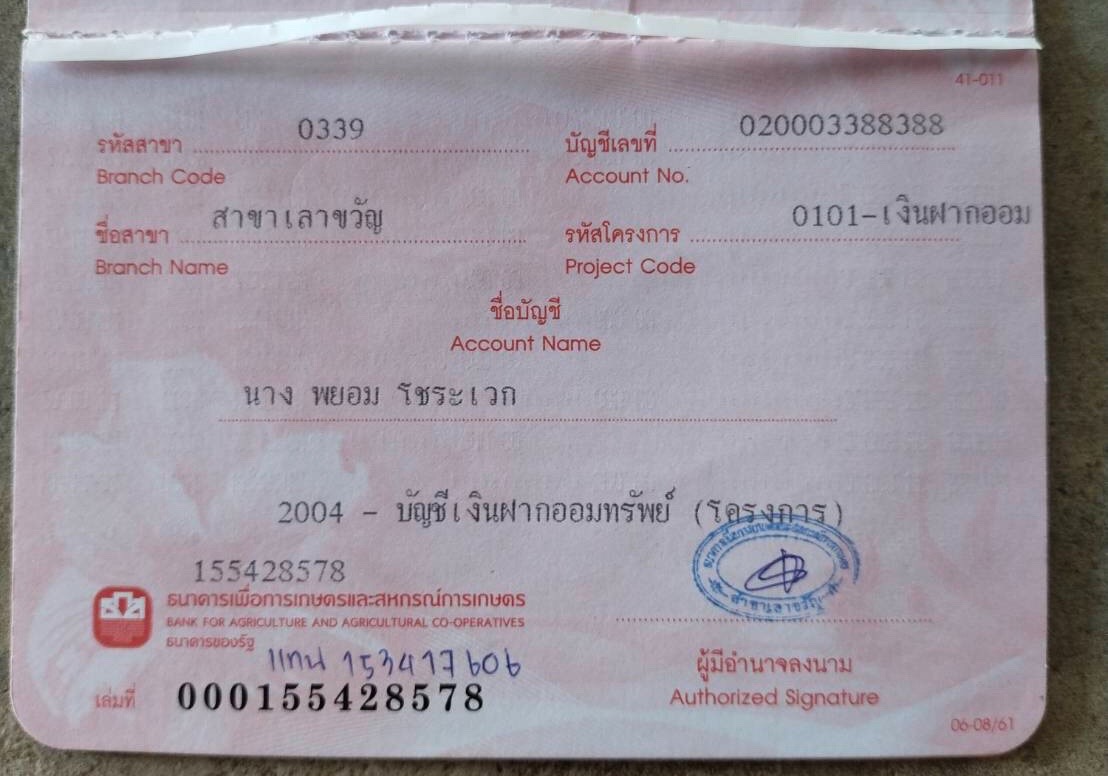 41-011
รหัสสาขา 0339 บัญชีเลขที่ 020003388388
Branch Code Account No.
ชื่อสาขา สาขาเลาขวัญ รหัสโครงการ 0101-เงินฝากออม
Branch Name Project Code
ชื่อบัญชี
Account Name
นาง พยอม โชระเวก
2004 - บัญชีเงินฝากออมทรัพย์ (โครงการ)
155428578
ธนาคารเพื่อการเกษตรและสหกรณ์การเกษตร
BANK FOR AGRICULTURE AND AGRICULTURAL CO-OPERATIVES
ธนาคารของรัฐ
แทน 153417606
เล่มที่ 000155428578
สาขาเลาขวัญ
ผู้มีอำนาจลงนาม
Authorized Signature
06-08/61